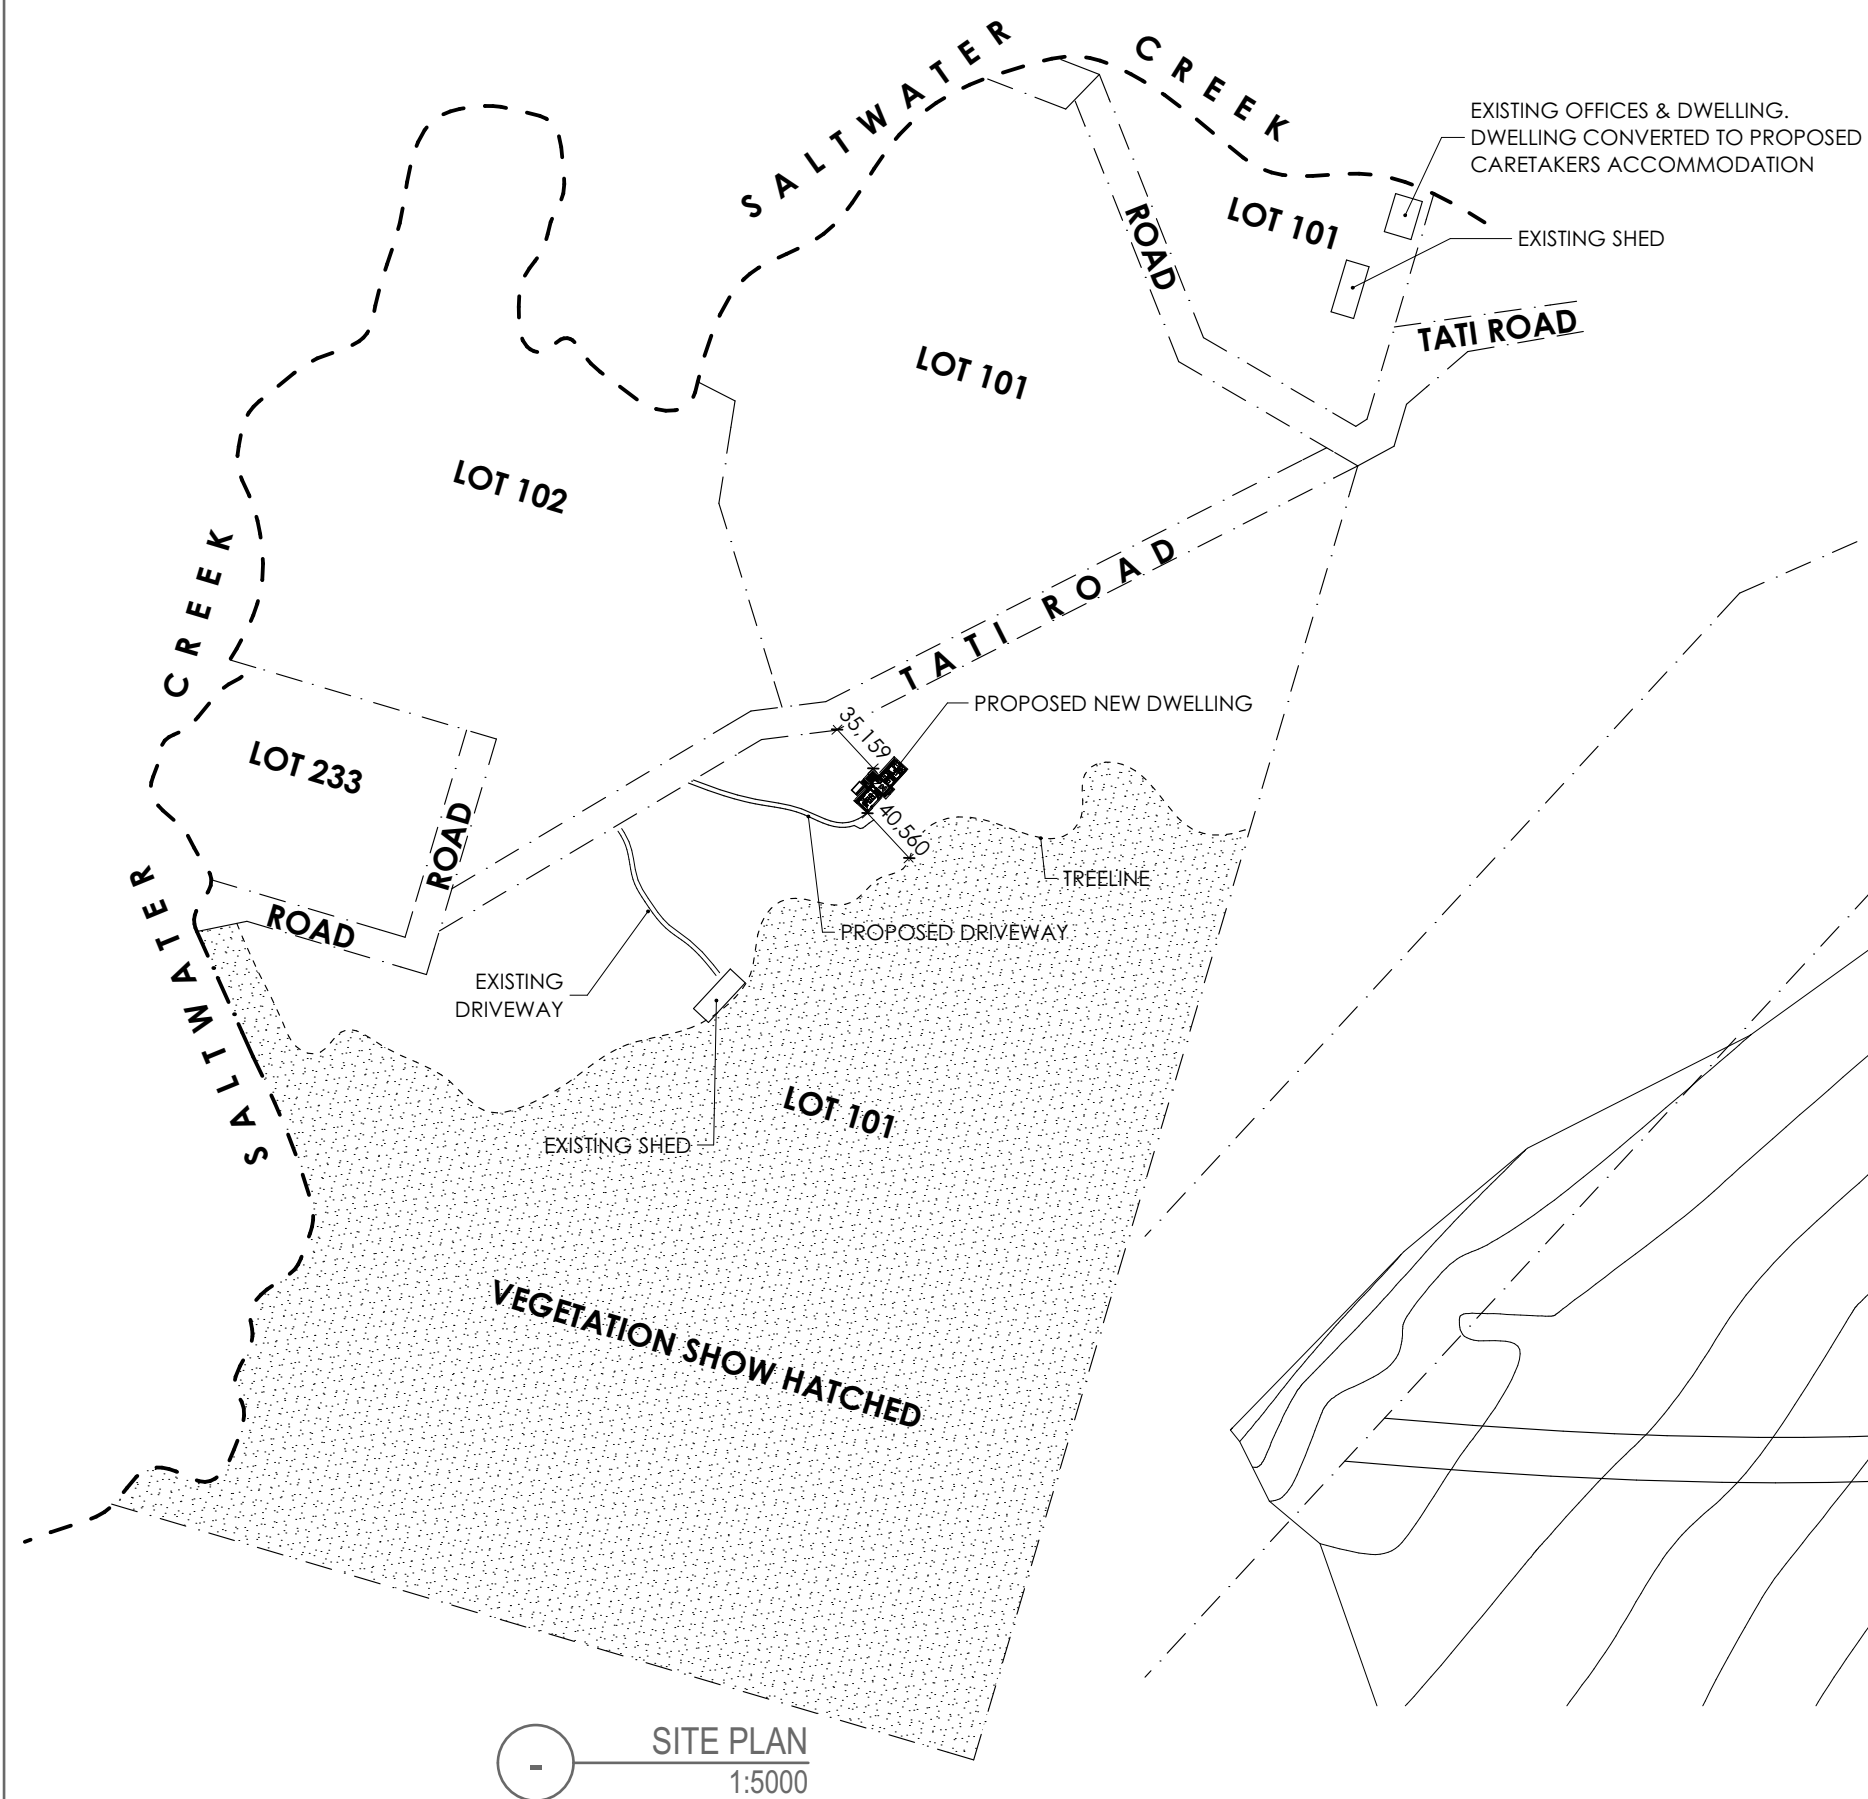 SALTWATER CREEK
EXISTING OFFICES & DWELLING.
DWELLING CONVERTED TO PROPOSED
CARETAKERS ACCOMMODATION
LOT 101
ROAD
EXISTING SHED
TATI ROAD
LOT 101
LOT 102
TATI ROAD
SALTWATER CREEK
PROPOSED NEW DWELLING
35,159
LOT 233
40,560
ROAD
TREELINE
ROAD
PROPOSED DRIVEWAY
EXISTING
DRIVEWAY
LOT 101
EXISTING SHED
VEGETATION SHOW HATCHED
-
SITE PLAN
1:5000